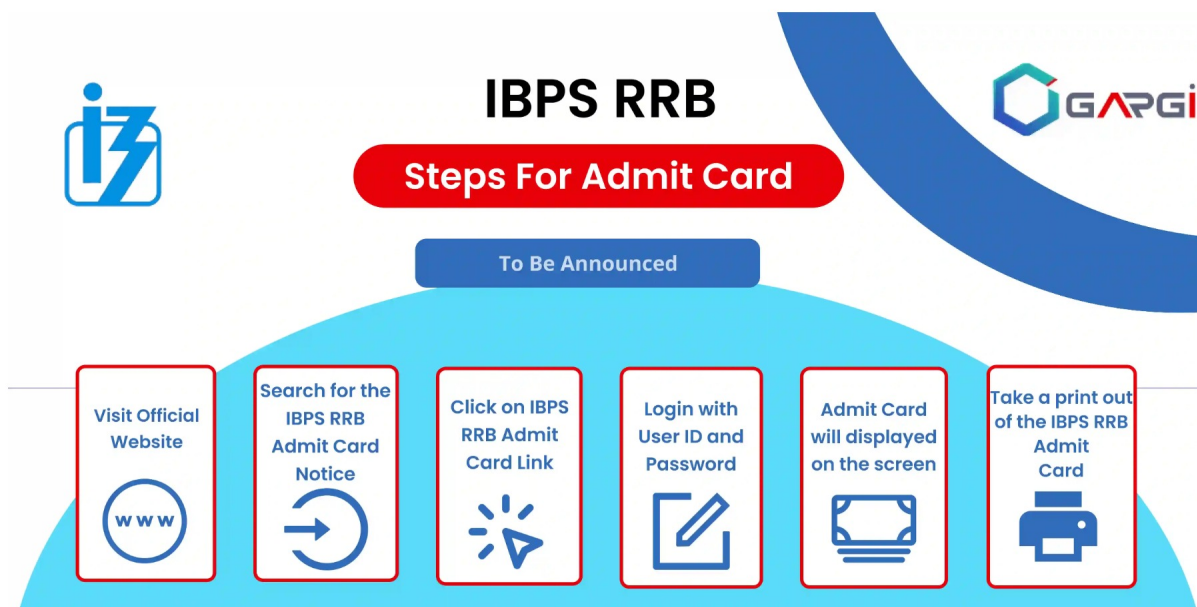 IBPS RRB
GARGi
Steps For Admit Card
To Be Announced
Visit Official
Website
www
Search for the
IBPS RRB
Admit Card
Notice
Click on IBPS
RRB Admit
Card Link
Login with
User ID and
Password
Admit Card
will displayed
on the screen
Take a print out
of the IBPS RRB
Admit
Card